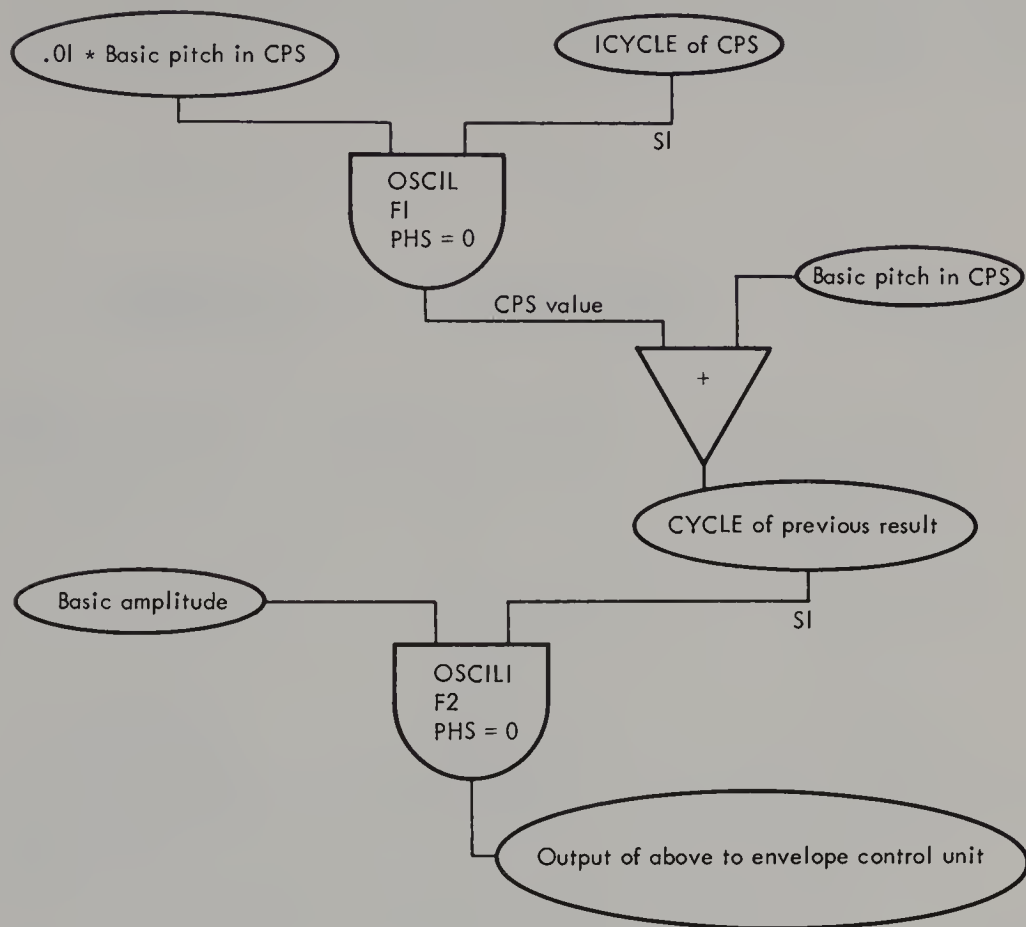 .01 * Basic pitch in CPS
ICYCLE of CPS
SI
OSCIL
F1
PHS = 0
Basic pitch in CPS
CPS value
+
CYCLE of previous result
Basic amplitude
SI
OSCILI
F2
PHS = 0
Output of above to envelope control unit